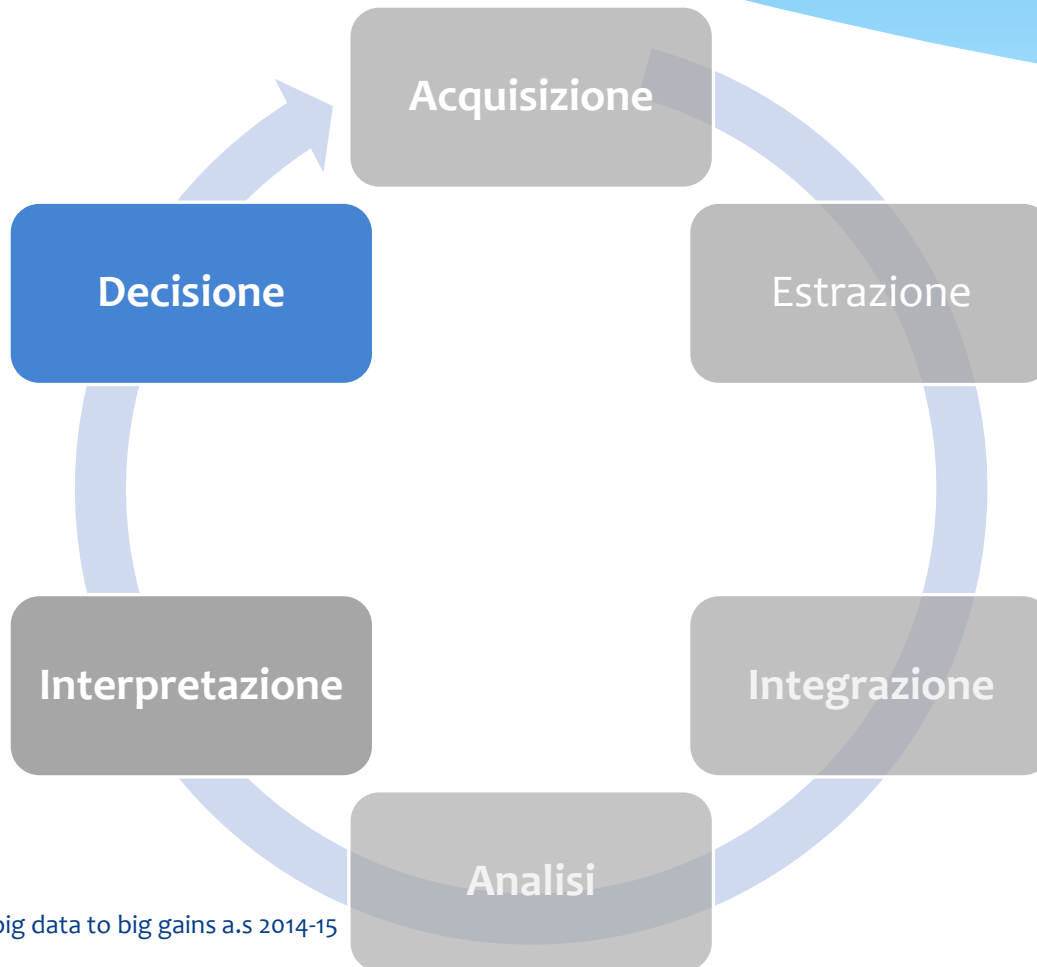 Acquisizione
Estrazione
Integrazione
Analisi
Interpretazione
Decisione
big data to big gains a.s 2014-15